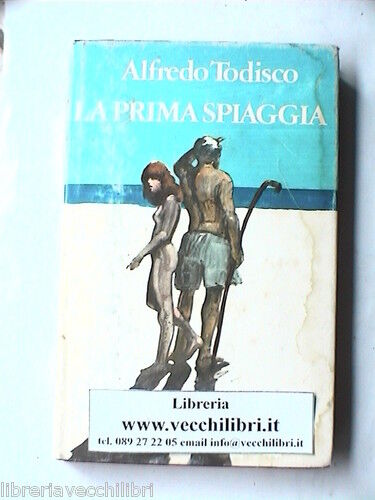 Alfredo Todisco
LA PRIMA SPIAGGIA
Libreria
www.vecchilibri.it
tel. 089 27 22 05 email info@vecchilibri.it
libreriavecchilibri